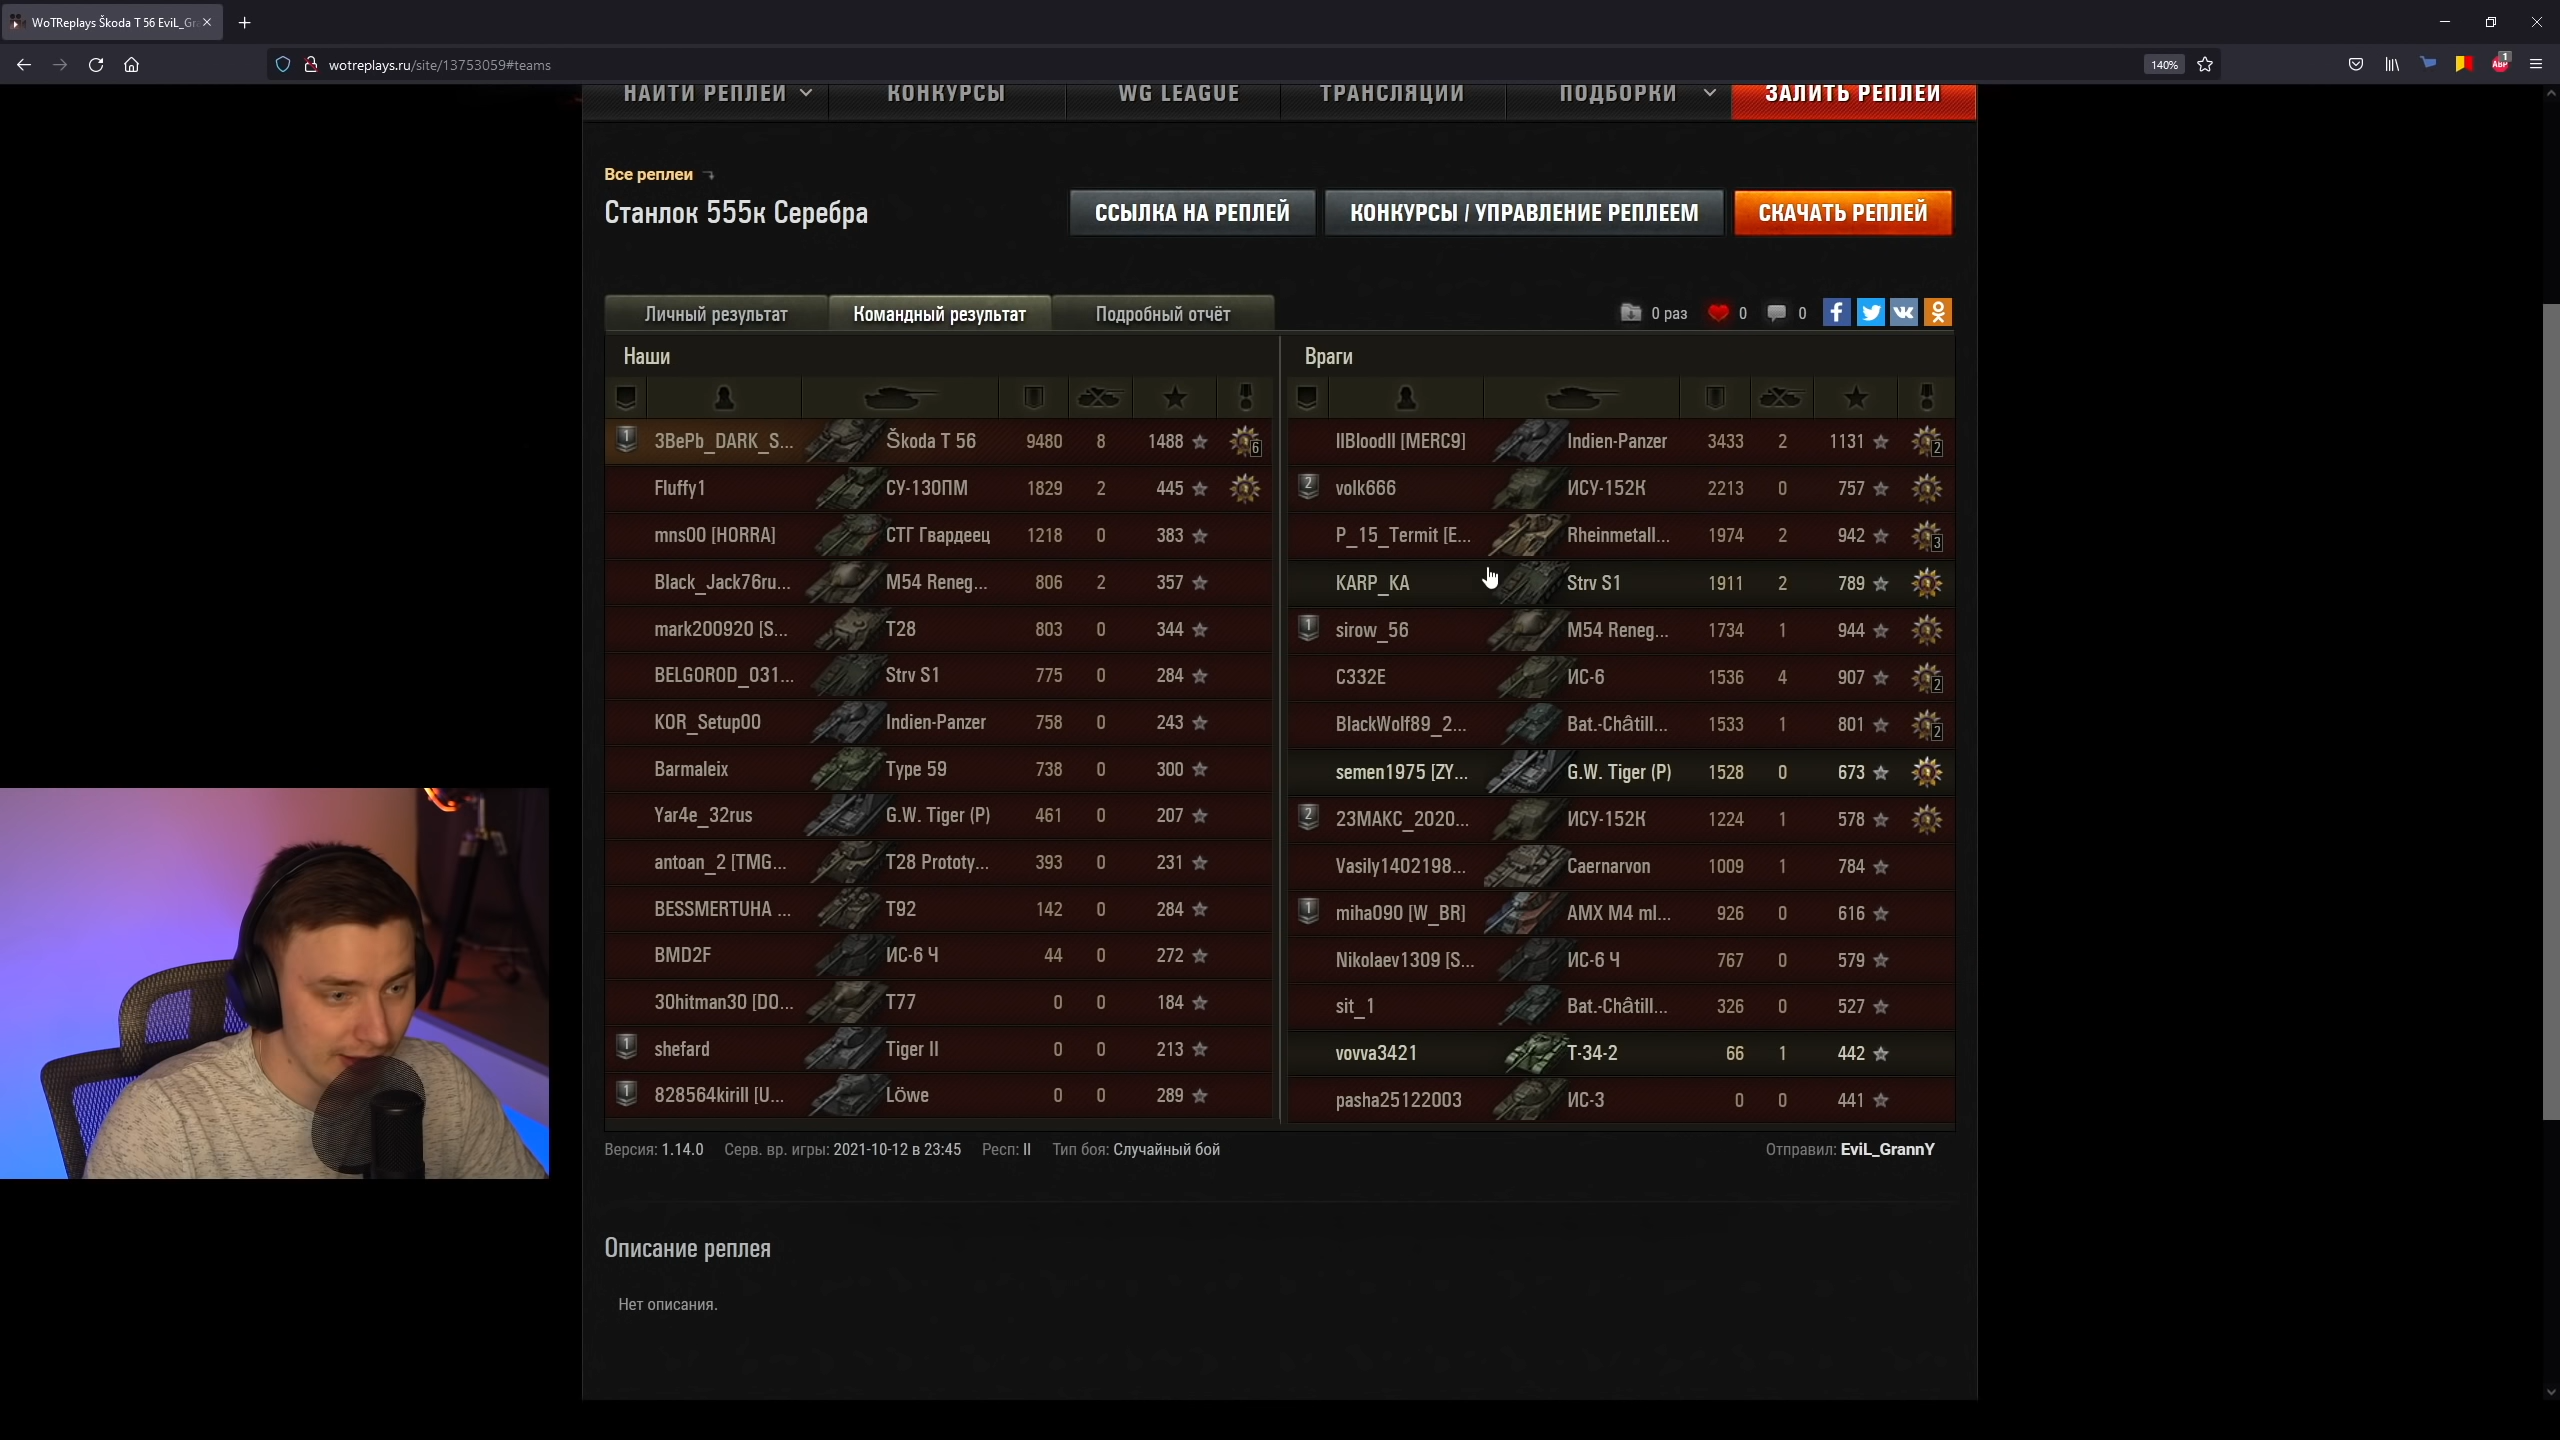 WoTReplays Škoda T 56 EviL_Gr
wotreplays.ru/site/13753059#teams
140%
НАЙТИ РЕПЛЕЙ
КОНКУРСЫ
WG LEAGUE
ТРАНСЛЯЦИИ
ПОДБОРКИ
ЗАЛИТЬ РЕПЛЕЙ
Все реплеи
Станлок 555к Серебра
ССЫЛКА НА РЕПЛЕЙ
КОНКУРСЫ / УПРАВЛЕНИЕ РЕПЛЕЕМ
СКАЧАТЬ РЕПЛЕЙ
Личный результат
Командный результат
Подробный отчёт
0 раз
0
0
Наши
1 3BePb_DARK_S... Škoda T 56 9480 8 1488 6
Fluffy1 СУ-130ПМ 1829 2 445
mns00 [HORRA] СТГ Гвардеец 1218 0 383
Black_Jack76ru... M54 Reneg... 806 2 357
mark200920 [S... T28 803 0 344
BELGOROD_031... Strv S1 775 0 284
KOR_Setup00 Indien-Panzer 758 0 243
Barmaleix Type 59 738 0 300
Yar4e_32rus G.W. Tiger (P) 461 0 207
antoan_2 [TMG... T28 Prototy... 393 0 231
BESSMERTUHA ... T92 142 0 284
BMD2F ИС-6 Ч 44 0 272
30hitman30 [DO... T77 0 0 184
1 shefard Tiger II 0 0 213
1 828564kirill [U... Löwe 0 0 289
Враги
IIBloodII [MERC9] Indien-Panzer 3433 2 1131 2
2 volk666 ИСУ-152К 2213 0 757
P_15_Termit [E... Rheinmetall... 1974 2 942 3
KARP_KA Strv S1 1911 2 789
1 sirow_56 M54 Reneg... 1734 1 944
C332E ИС-6 1536 4 907 2
BlackWolf89_2... Bat.-Châtill... 1533 1 801 2
semen1975 [ZY... G.W. Tiger (P) 1528 0 673
2 23MAKC_2020... ИСУ-152К 1224 1 578
Vasily1402198... Caernarvon 1009 1 784
1 miha090 [W_BR] AMX M4 ml... 926 0 616
Nikolaev1309 [S... ИС-6 Ч 767 0 579
sit_1 Bat.-Châtill... 326 0 527
vovva3421 T-34-2 66 1 442
pasha25122003 ИС-3 0 0 441
Версия: 1.14.0 Серв. вр. игры: 2021-10-12 в 23:45 Респ: II Тип боя: Случайный бой
Отправил: EviL_GrannY
Описание реплея
Нет описания.